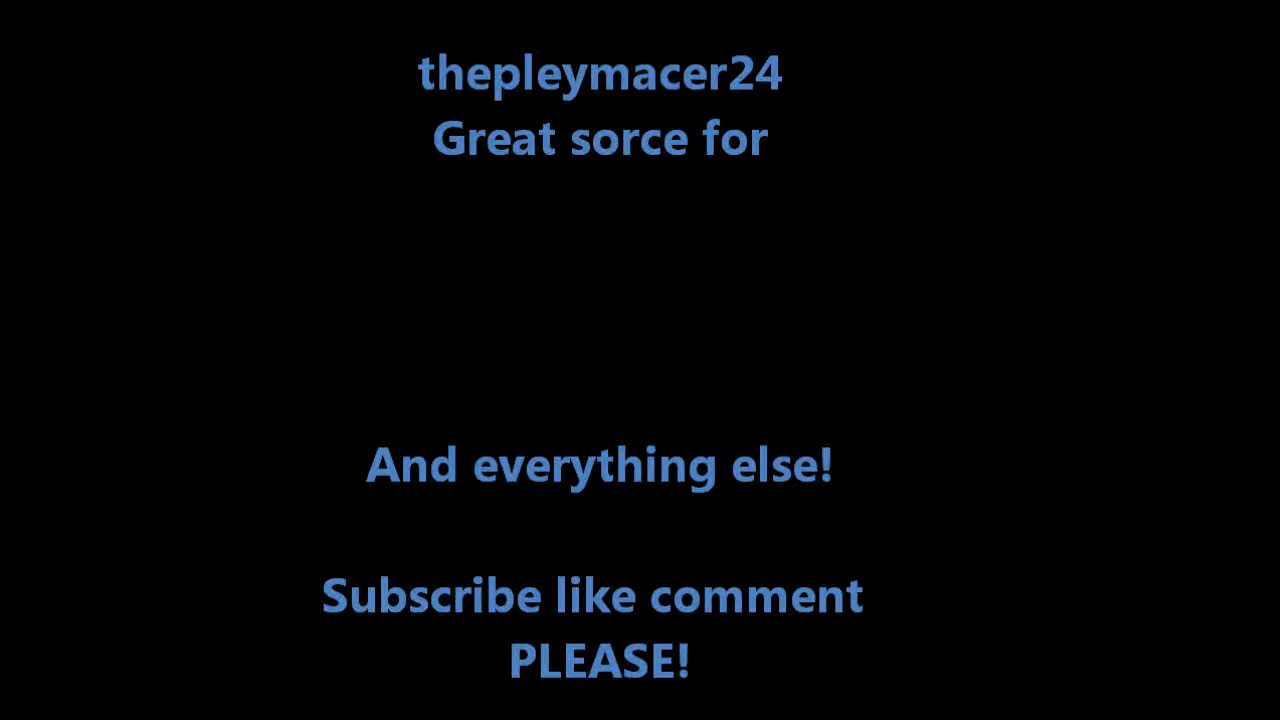 thepleymacer24
Great sorce for
And everything else!
Subscribe like comment
PLEASE!